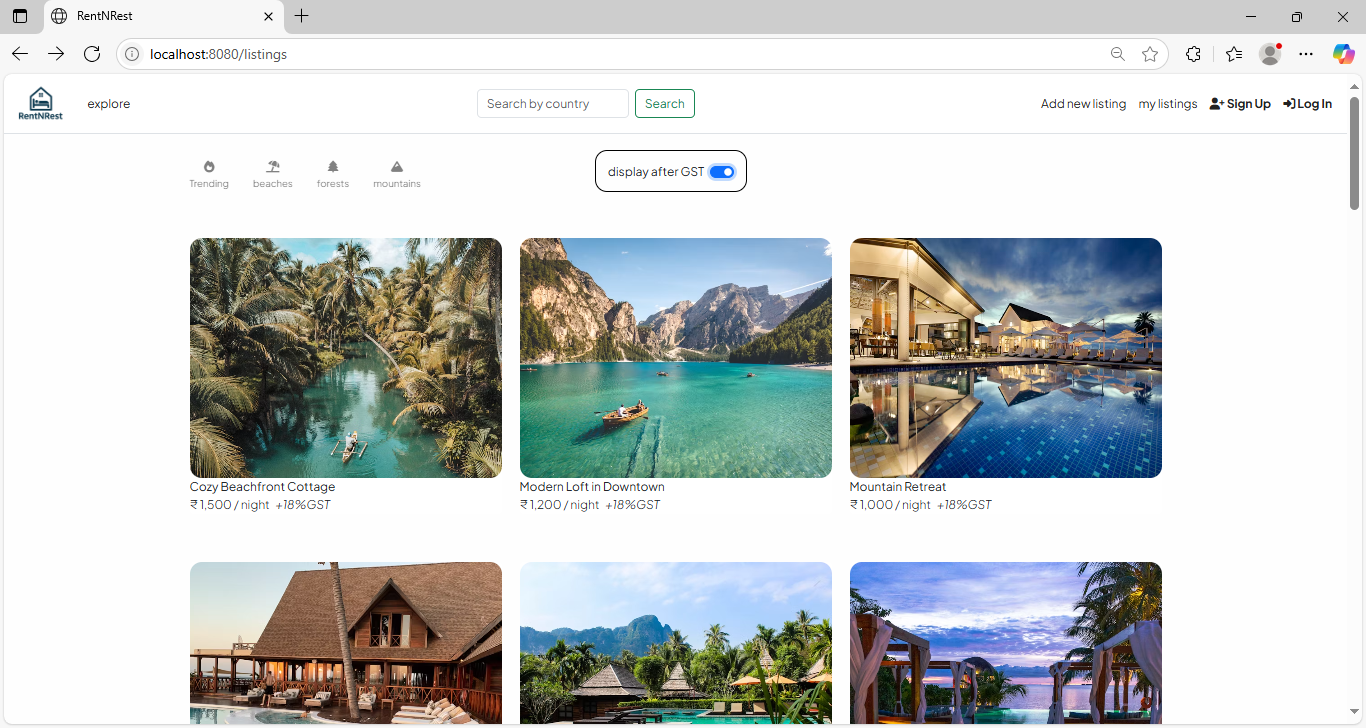 RentNRest
localhost:8080/listings
RentNRest
explore
Search by country
Search
Add new listing
my listings
Sign Up
Log In
Trending
beaches
forests
mountains
display after GST
Cozy Beachfront Cottage
₹1,500 / night +18%GST
Modern Loft in Downtown
₹1,200 / night +18%GST
Mountain Retreat
₹1,000 / night +18%GST